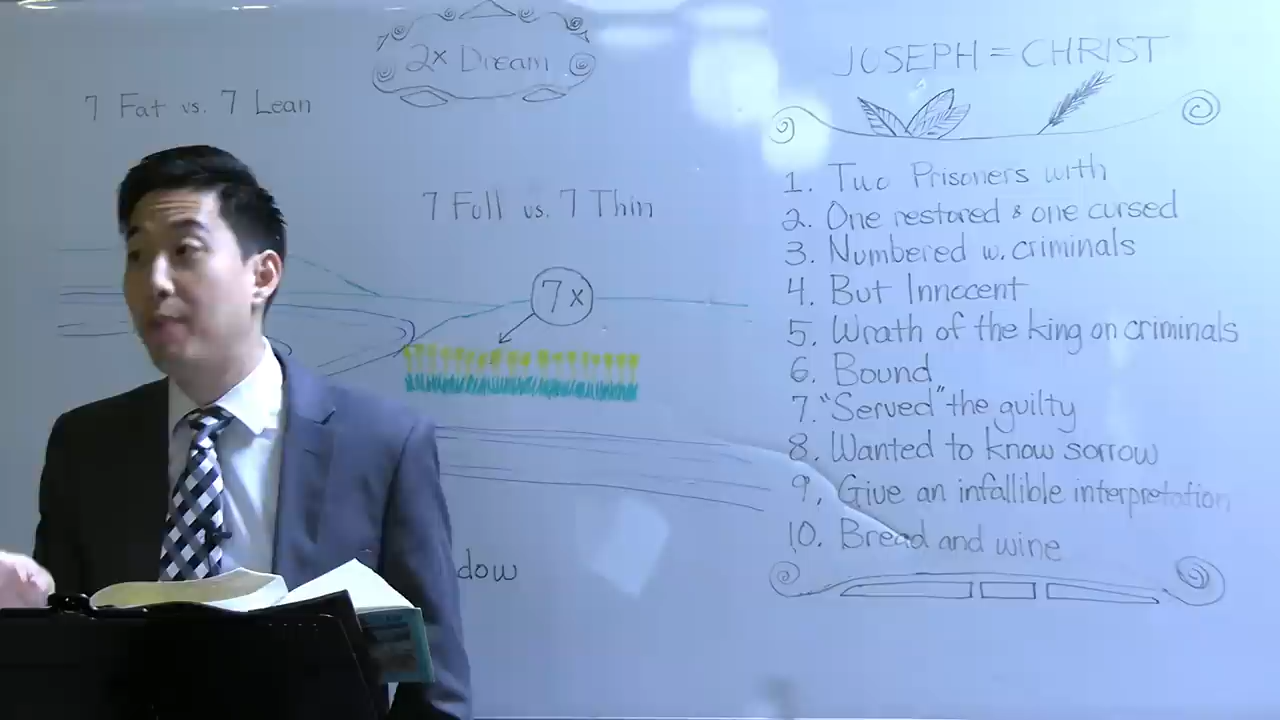 2x Dream
7 Fat vs. 7 Lean
7 Full vs. 7 Thin
7x
dow
JOSEPH = CHRIST
1. Two Prisoners with
2. One restored & one cursed
3. Numbered w. criminals
4. But Innocent
5. Wrath of the king on criminals
6. Bound
7. "Served" the guilty
8. Wanted to know sorrow
9. Give an infallible interpretation
10. Bread and wine